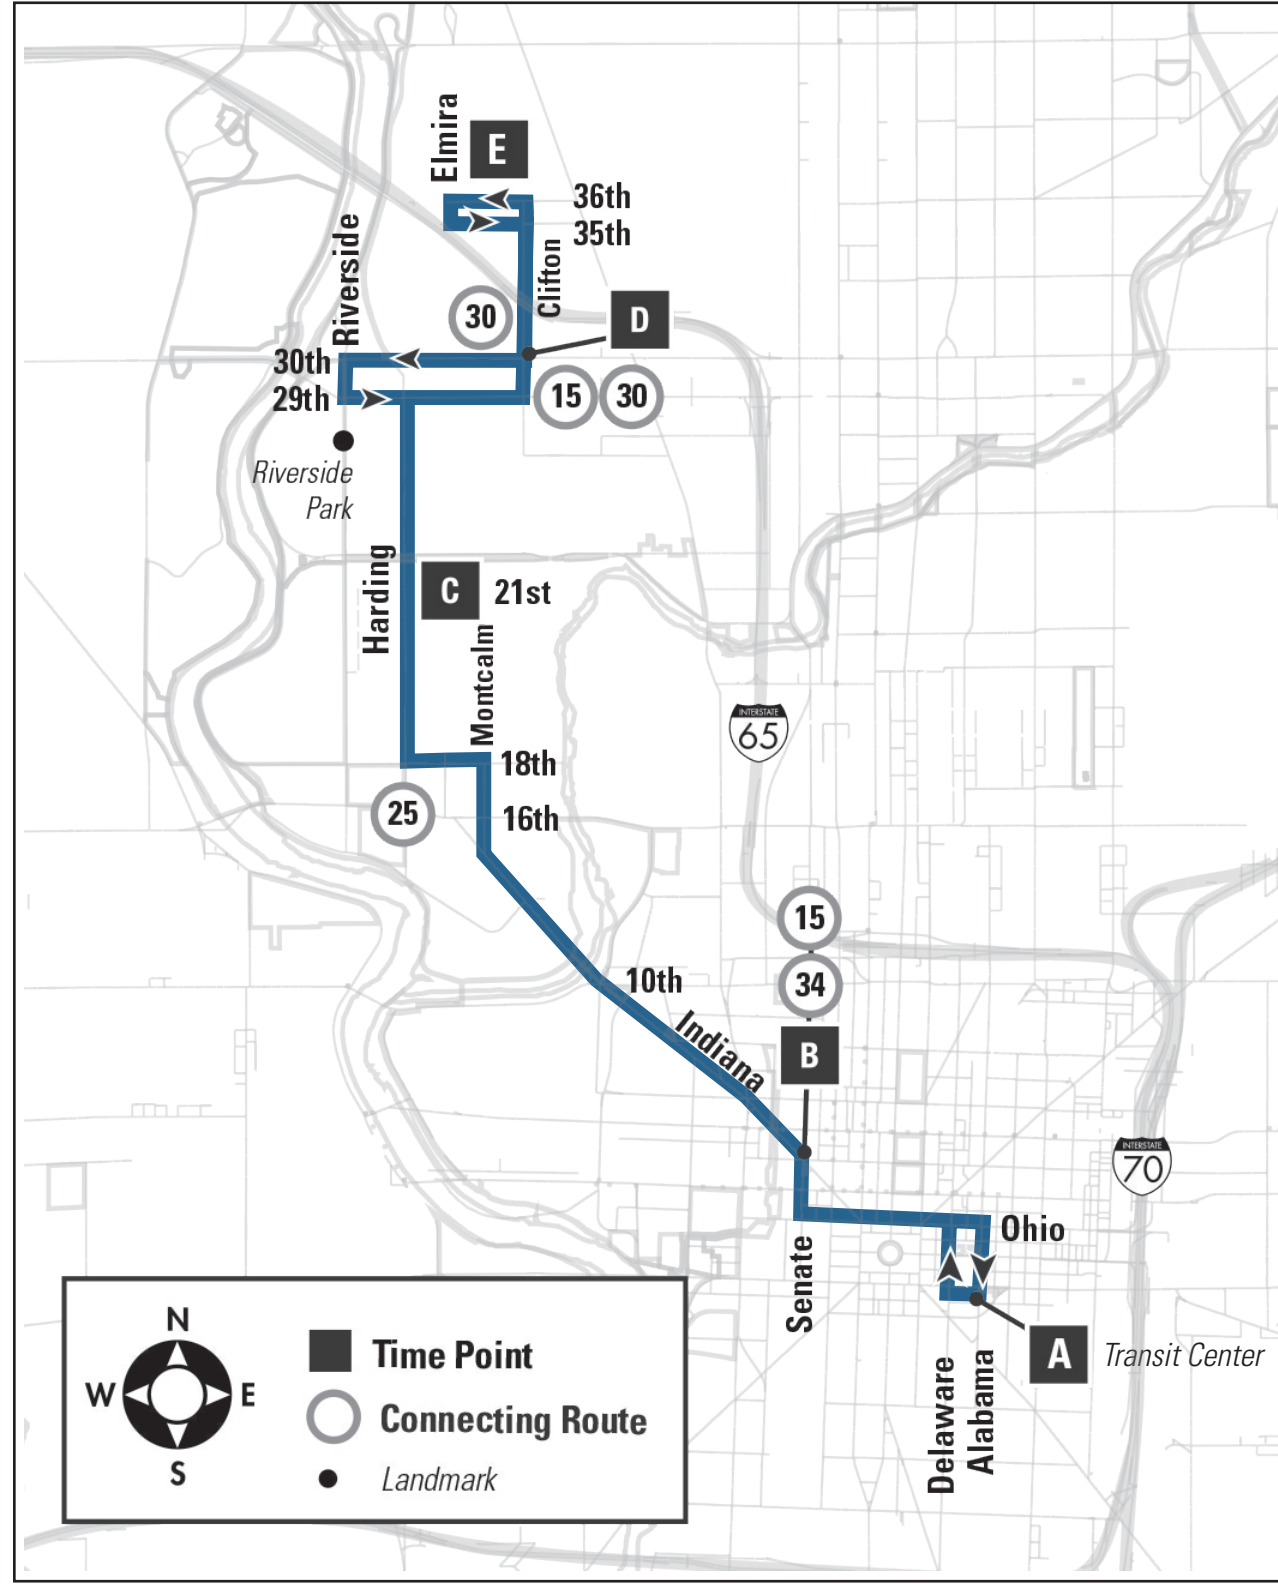 Elmira
E
36th
35th
Riverside
Clifton
30
D
30th
29th
15
30
Riverside
Park
Harding
C
21st
Montcalm
INTERSTATE
65
18th
25
16th
15
34
10th
Indiana
B
INTERSTATE
70
Ohio
Senate
A
Transit Center
Delaware
Alabama
N
W
E
S
Time Point
Connecting Route
Landmark